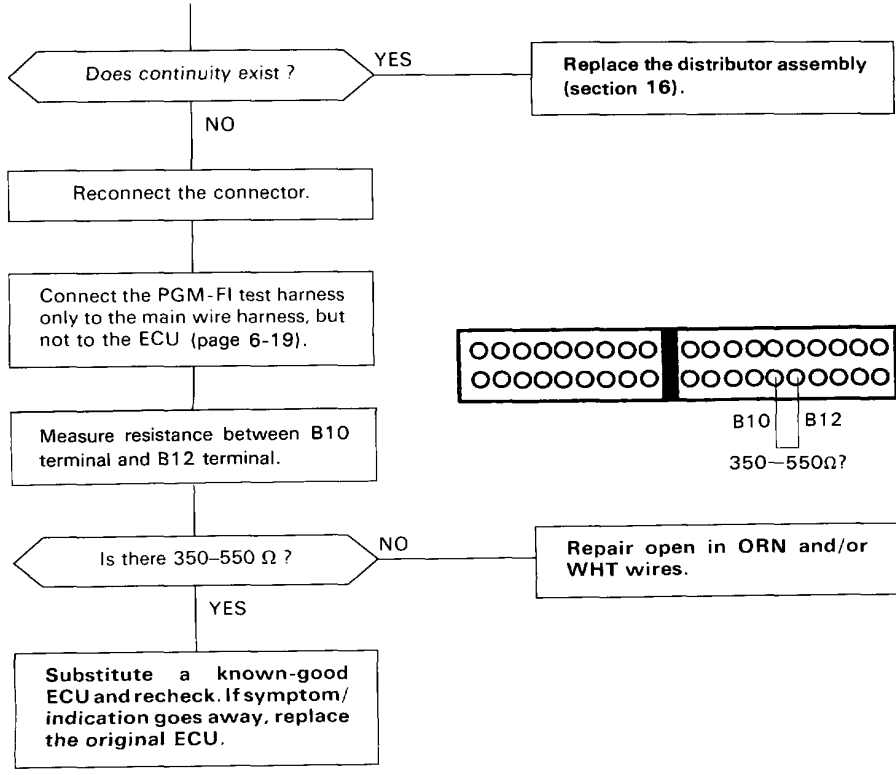 Does continuity exist ?
YES
Replace the distributor assembly
(section 16).
NO
Reconnect the connector.
Connect the PGM-FI test harness
only to the main wire harness, but
not to the ECU (page 6-19).
Measure resistance between B10
terminal and B12 terminal.
B10
B12
350–550Ω?
Is there 350–550 Ω ?
NO
Repair open in ORN and/or
WHT wires.
YES
Substitute a known-good
ECU and recheck. If symptom/
indication goes away, replace
the original ECU.